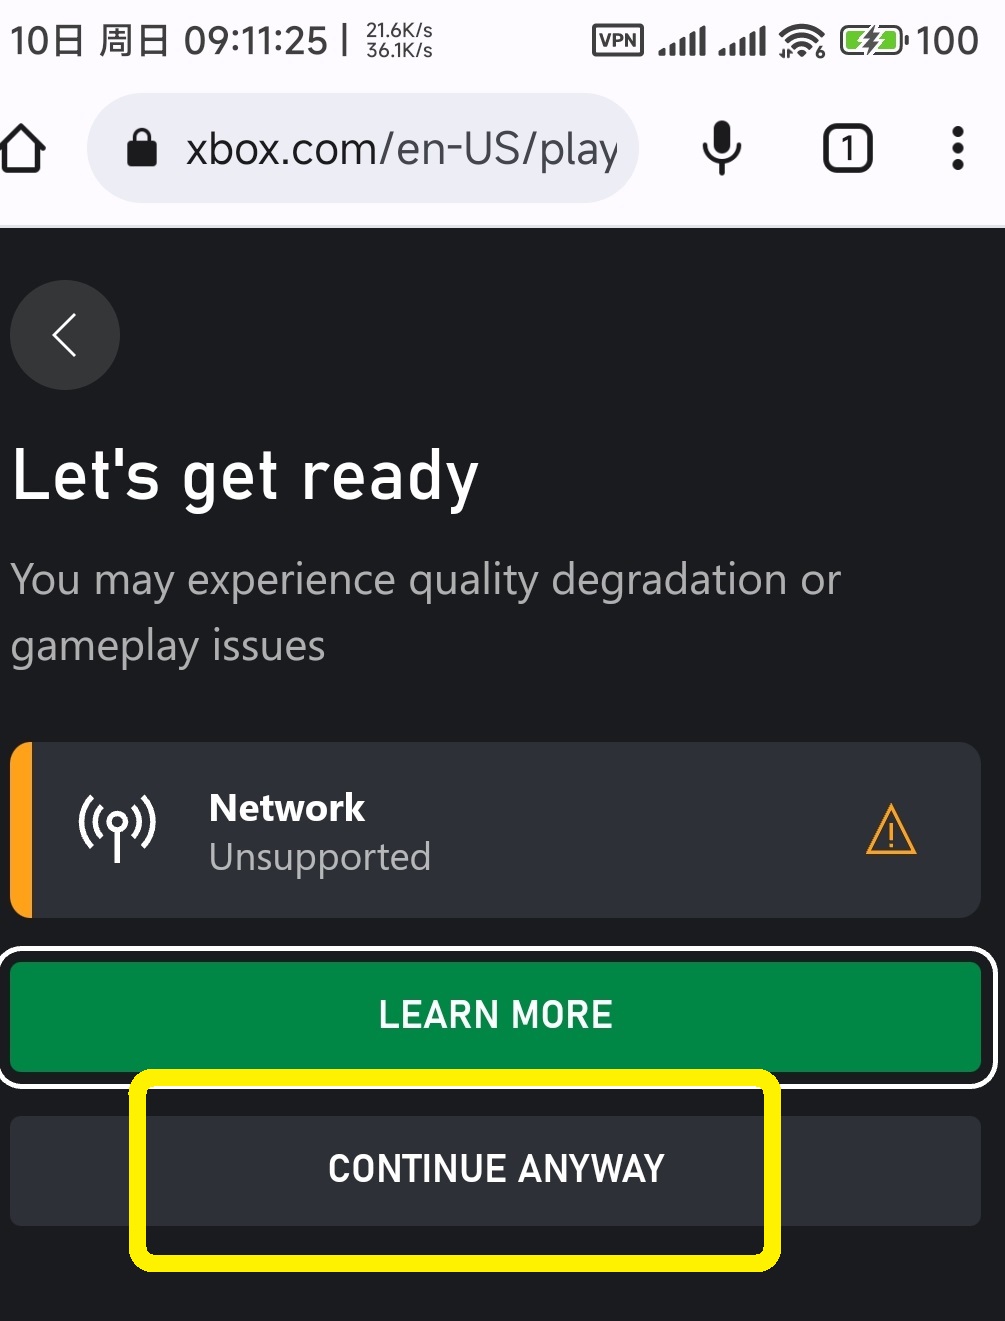 10日 周日 09:11:25 | 21.6K/s
36.1K/s
VPN 6 100
xbox.com/en-US/play
1
Let's get ready
You may experience quality degradation or
gameplay issues
Network
Unsupported
LEARN MORE
CONTINUE ANYWAY